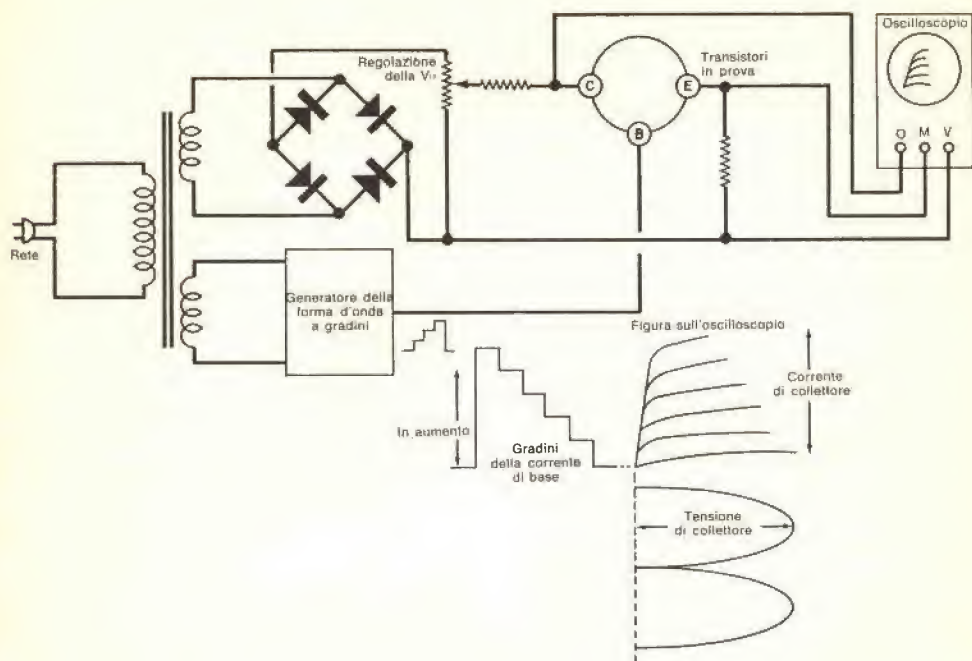 Oscilloscopio
Regolazione
della V
Transistori
in prova
C
E
B
O M V
Rete
Generatore della
forma d'onda
a gradini
Figura sull'oscilloscopio
Corrente
di collettore
In aumento
Gradini
della corrente
di base
Tensione
di collettore